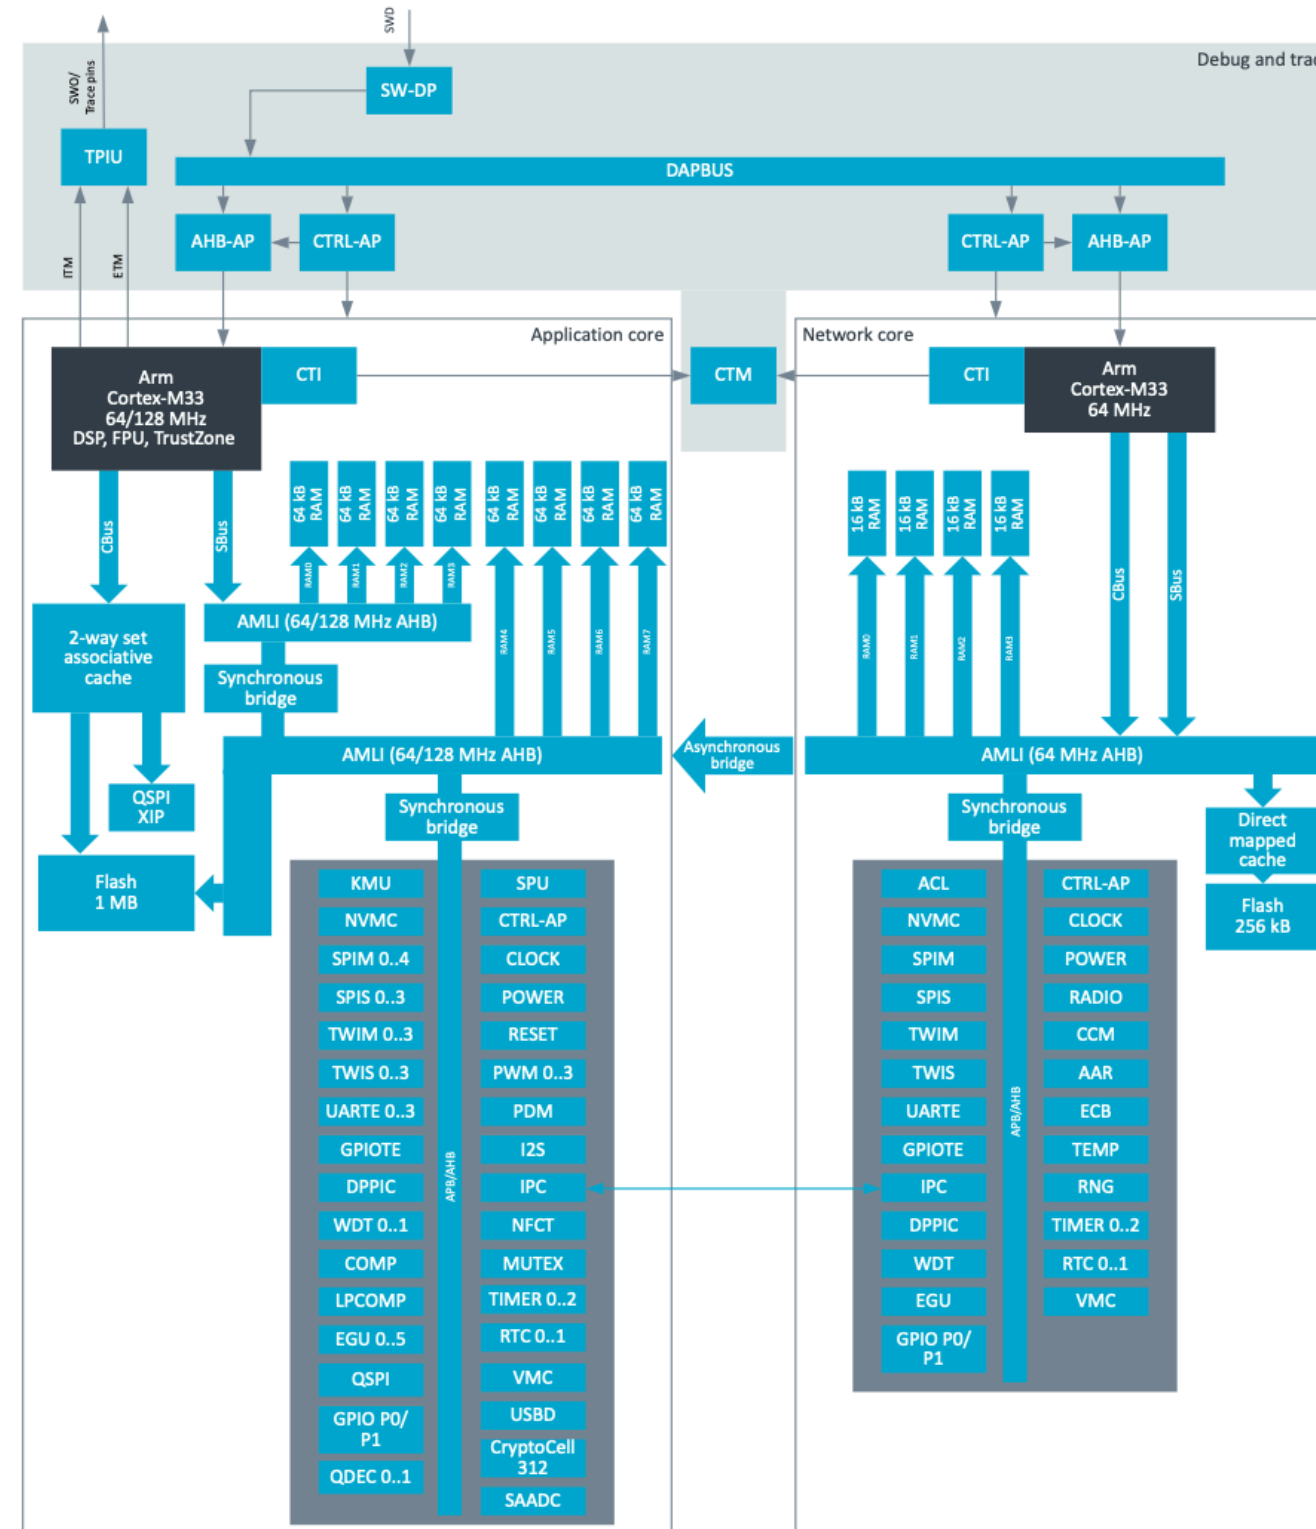 SWD
Debug and trac
SWO/
Trace pins
SW-DP
TPIU
DAPBUS
AHB-AP
CTRL-AP
CTRL-AP
AHB-AP
ITM
ETM
Application core
Network core
Arm
Cortex-M33
64/128 MHz
DSP, FPU, TrustZone
CTI
CTM
CTI
Arm
Cortex-M33
64 MHz
64 kB
RAM
64 kB
RAM
64 kB
RAM
64 kB
RAM
64 kB
RAM
64 kB
RAM
64 kB
RAM
64 kB
RAM
16 kB
RAM
16 kB
RAM
16 kB
RAM
16 kB
RAM
CBus
SBus
RAM0
RAM1
RAM2
RAM3
CBus
SBus
2-way set
associative
cache
AMLI (64/128 MHz AHB)
RAM4
RAM5
RAM6
RAM7
RAM0
RAM1
RAM2
RAM3
Synchronous
bridge
AMLI (64/128 MHz AHB)
Asynchronous
bridge
AMLI (64 MHz AHB)
QSPI
XIP
Synchronous
bridge
Synchronous
bridge
Direct
mapped
cache
Flash
1 MB
Flash
256 kB
KMU
NVMC
SPIM 0..4
SPIS 0..3
TWIM 0..3
TWIS 0..3
UARTE 0..3
GPIOTE
DPPIC
WDT 0..1
COMP
LPCOMP
EGU 0..5
QSPI
GPIO P0/
P1
QDEC 0..1
APB/AHB
SPU
CTRL-AP
CLOCK
POWER
RESET
PWM 0..3
PDM
I2S
IPC
NFCT
MUTEX
TIMER 0..2
RTC 0..1
VMC
USBD
CryptoCell
312
SAADC
ACL
NVMC
SPIM
SPIS
TWIM
TWIS
UARTE
GPIOTE
IPC
DPPIC
WDT
EGU
GPIO P0/
P1
APB/AHB
CTRL-AP
CLOCK
POWER
RADIO
CCM
AAR
ECB
TEMP
RNG
TIMER 0..2
RTC 0..1
VMC